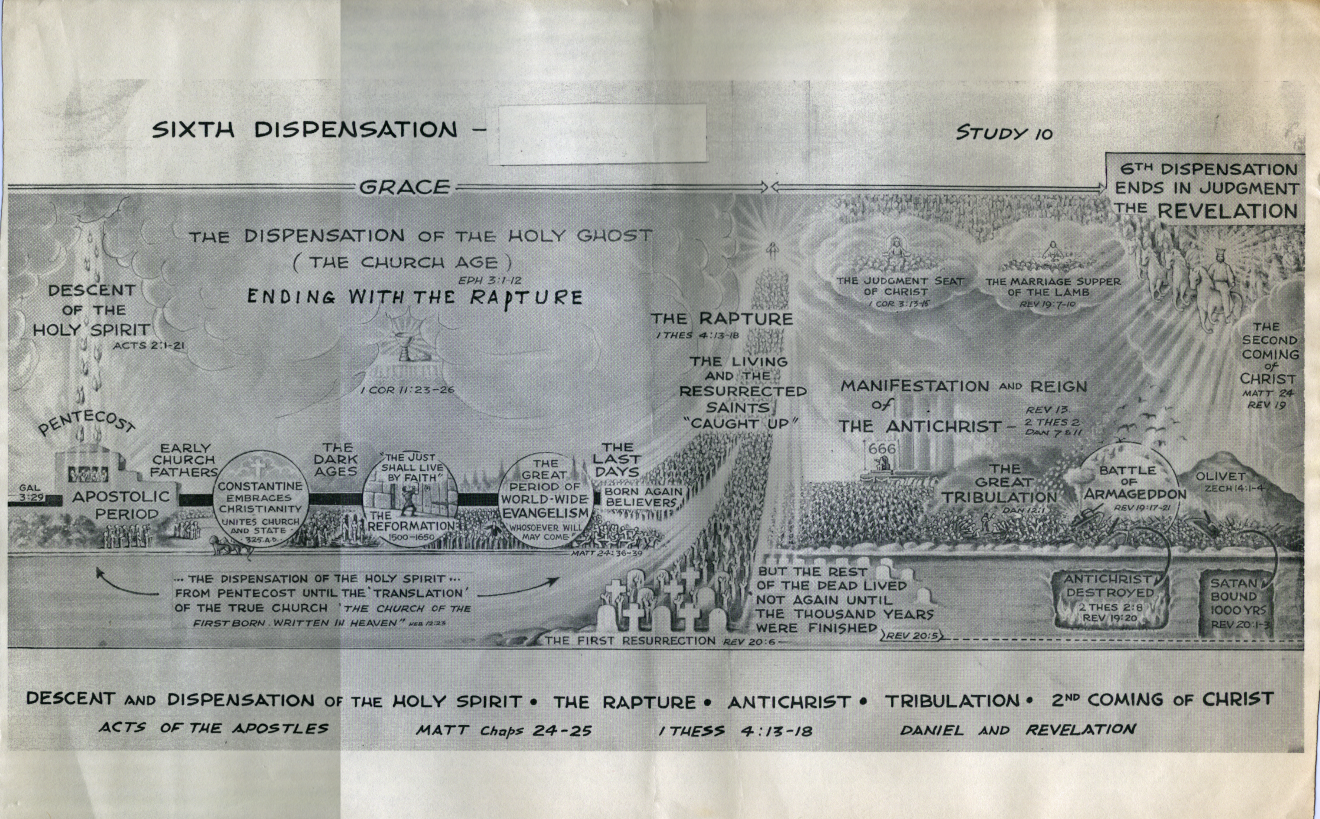 SIXTH DISPENSATION –
STUDY 10
GRACE
6TH DISPENSATION
ENDS IN JUDGMENT
THE REVELATION
THE DISPENSATION OF THE HOLY GHOST
( THE CHURCH AGE )
EPH 3:1-12
ENDING WITH THE RAPTURE
DESCENT
OF THE
HOLY SPIRIT
ACTS 2:1-21
1 COR 11:23-26
THE RAPTURE
1 THES 4:13-18
THE LIVING
AND THE
RESURRECTED
SAINTS
"CAUGHT UP"
THE JUDGMENT SEAT
OF CHRIST
1 COR 3:13-15
THE MARRIAGE SUPPER
OF THE LAMB
REV 19:7-10
THE
SECOND
COMING
of
CHRIST
MATT 24
REV 19
MANIFESTATION AND REIGN
of
THE ANTICHRIST –
REV 13
2 THES 2
DAN 7 & 11
666
PENTECOST
GAL
3:29
APOSTOLIC
PERIOD
EARLY
CHURCH
FATHERS
CONSTANTINE
EMBRACES
CHRISTIANITY
UNITES CHURCH
AND STATE
325 A.D.
THE
DARK
AGES
"THE JUST
SHALL LIVE
BY FAITH"
THE
REFORMATION
1500-1650
THE
GREAT
PERIOD OF
WORLD-WIDE
EVANGELISM
WHOSOEVER WILL
MAY COME
THE
LAST
DAYS
BORN AGAIN
BELIEVERS
MATT 24:36-39
THE
GREAT
TRIBULATION
DAN 12:1
BATTLE
OF
ARMAGEDDON
REV 19:17-21
OLIVET
ZECH 14:1-4
... THE DISPENSATION OF THE HOLY SPIRIT ...
FROM PENTECOST UNTIL THE 'TRANSLATION'
OF THE TRUE CHURCH "THE CHURCH OF THE
FIRSTBORN . WRITTEN IN HEAVEN" HEB 12:23
BUT THE REST
OF THE DEAD LIVED
NOT AGAIN UNTIL
THE THOUSAND YEARS
WERE FINISHED
REV 20:5
THE FIRST RESURRECTION REV 20:6
ANTICHRIST
DESTROYED
2 THES 2:8
REV 19:20
SATAN
BOUND
1000 YRS
REV 20:1-3
DESCENT AND DISPENSATION OF THE HOLY SPIRIT • THE RAPTURE • ANTICHRIST • TRIBULATION • 2ND COMING OF CHRIST
ACTS OF THE APOSTLES MATT Chaps 24-25 1 THESS 4:13-18 DANIEL AND REVELATION